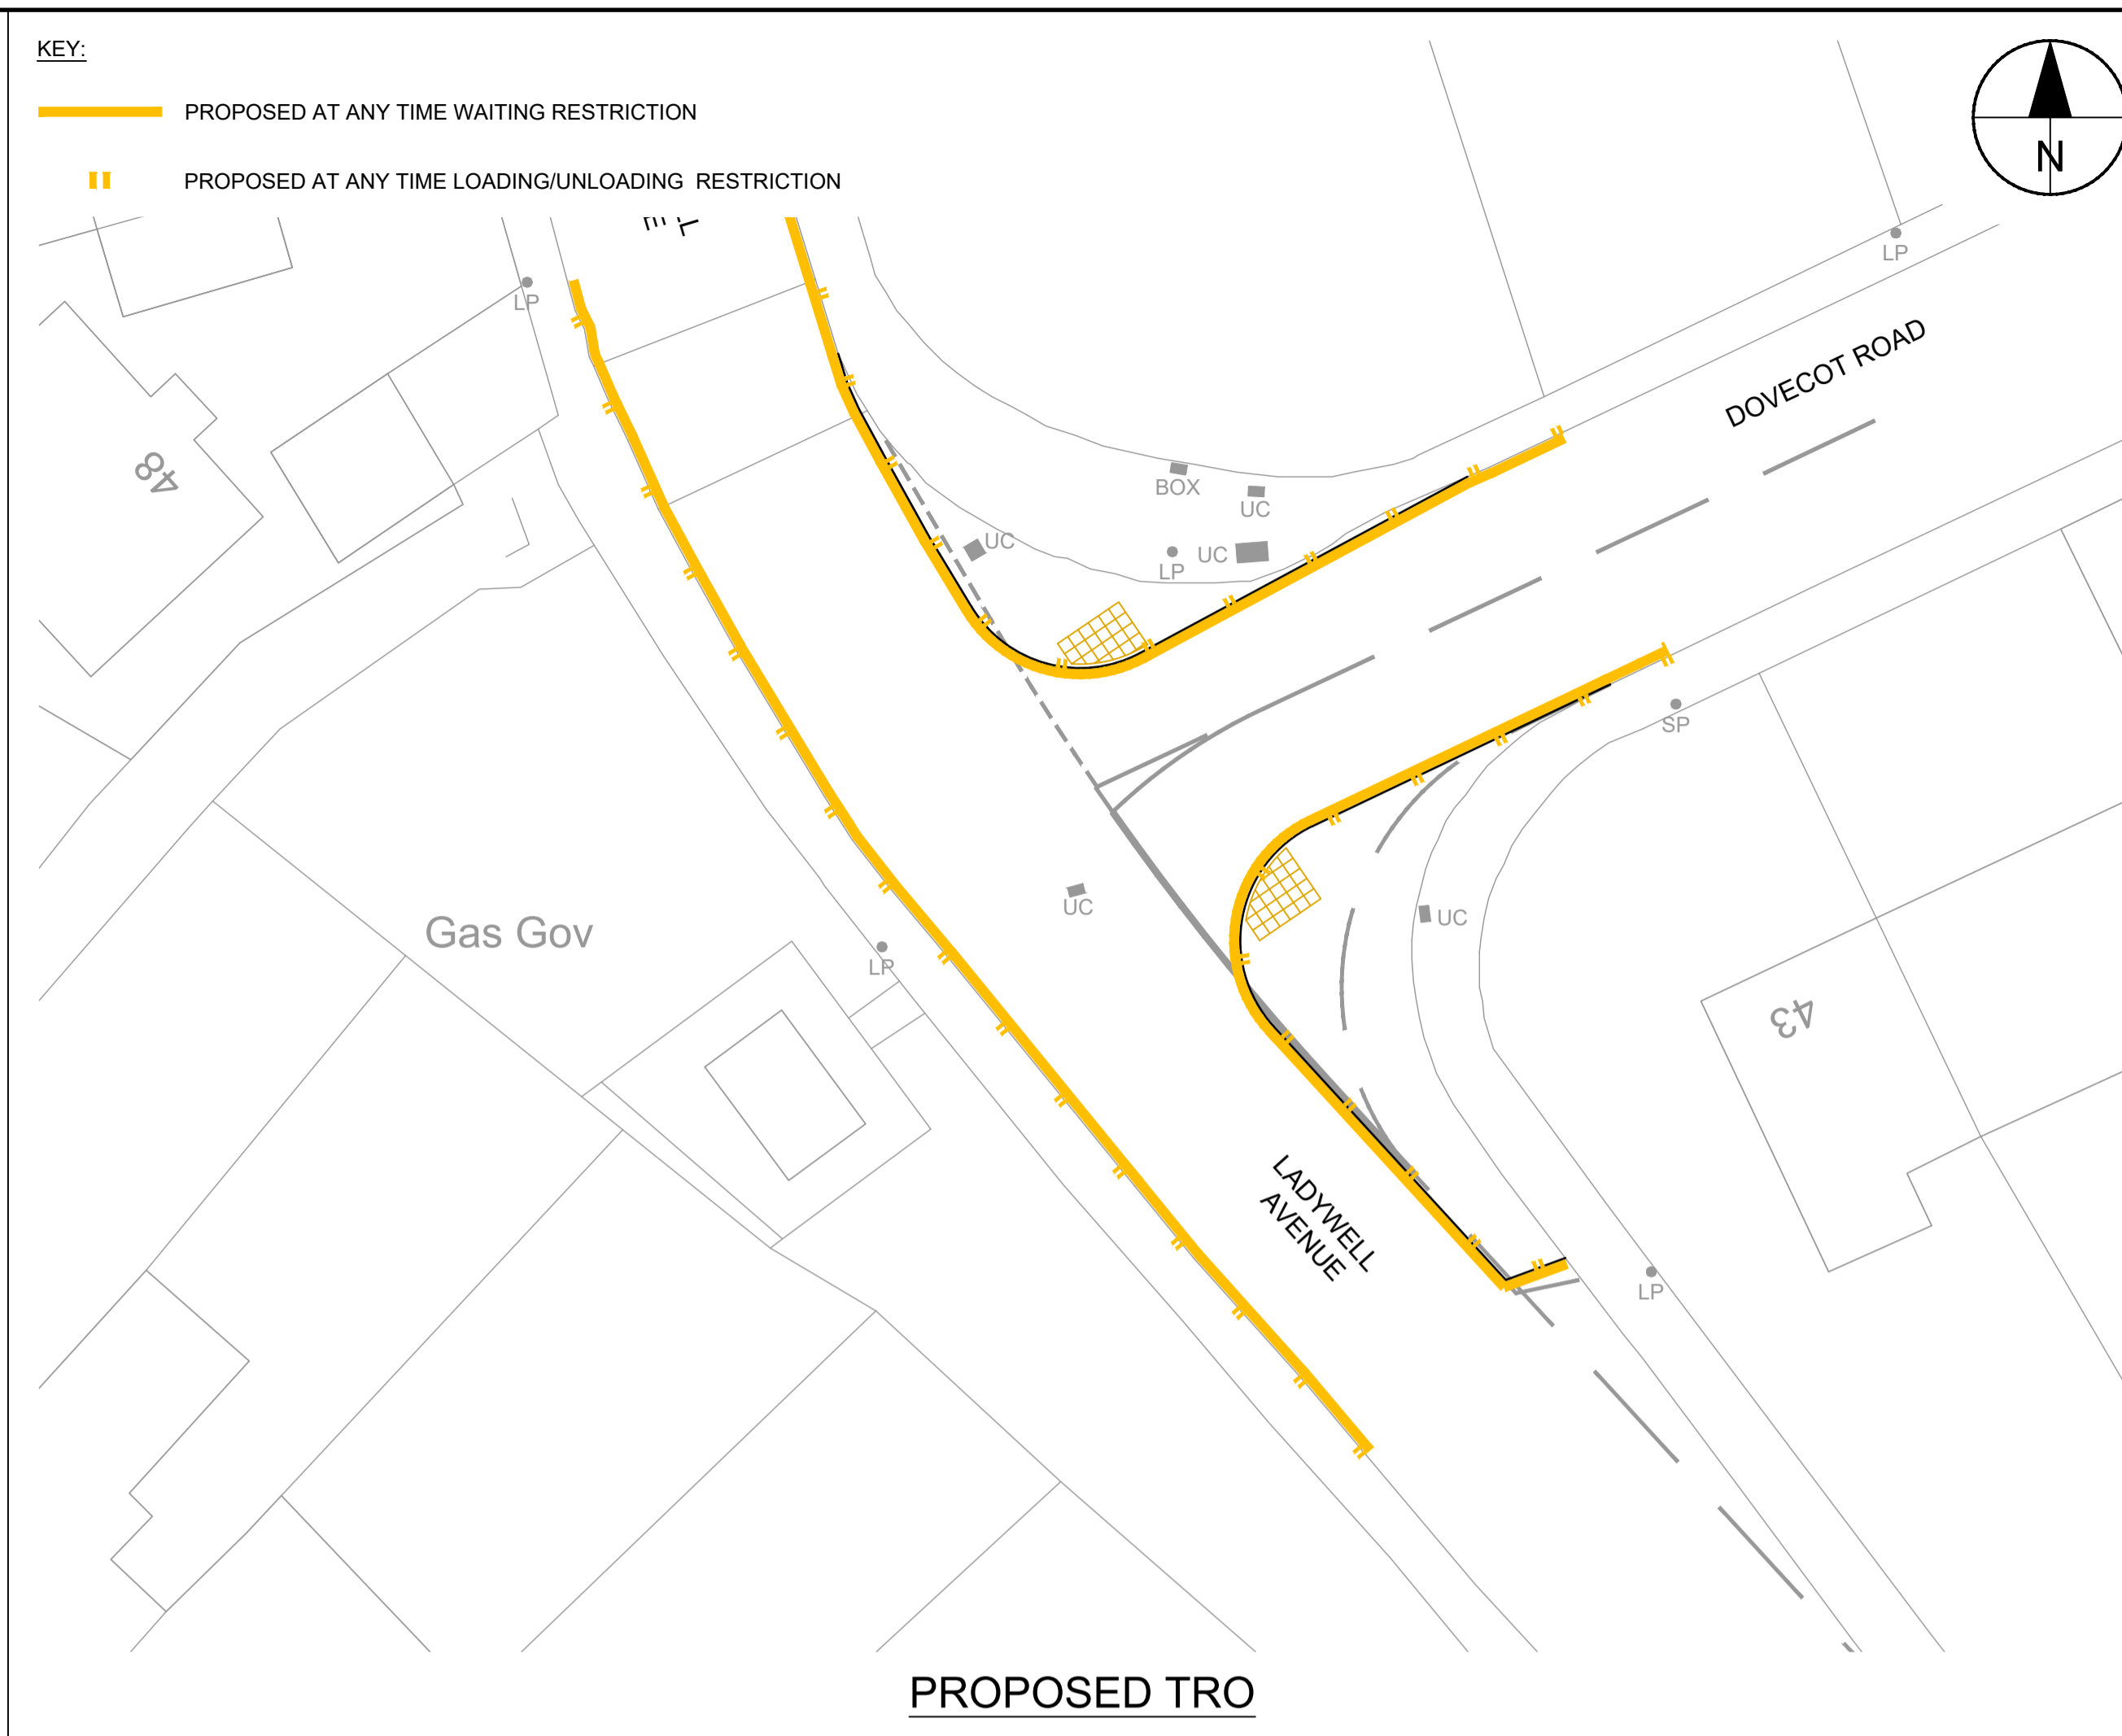 KEY:
PROPOSED AT ANY TIME WAITING RESTRICTION
PROPOSED AT ANY TIME LOADING/UNLOADING RESTRICTION
N
LP
LP
DOVECOT ROAD
48
BOX
UC
UC
UC
LP
SP
UC
UC
Gas Gov
LP
43
LADYWELL
AVENUE
LP
PROPOSED TRO